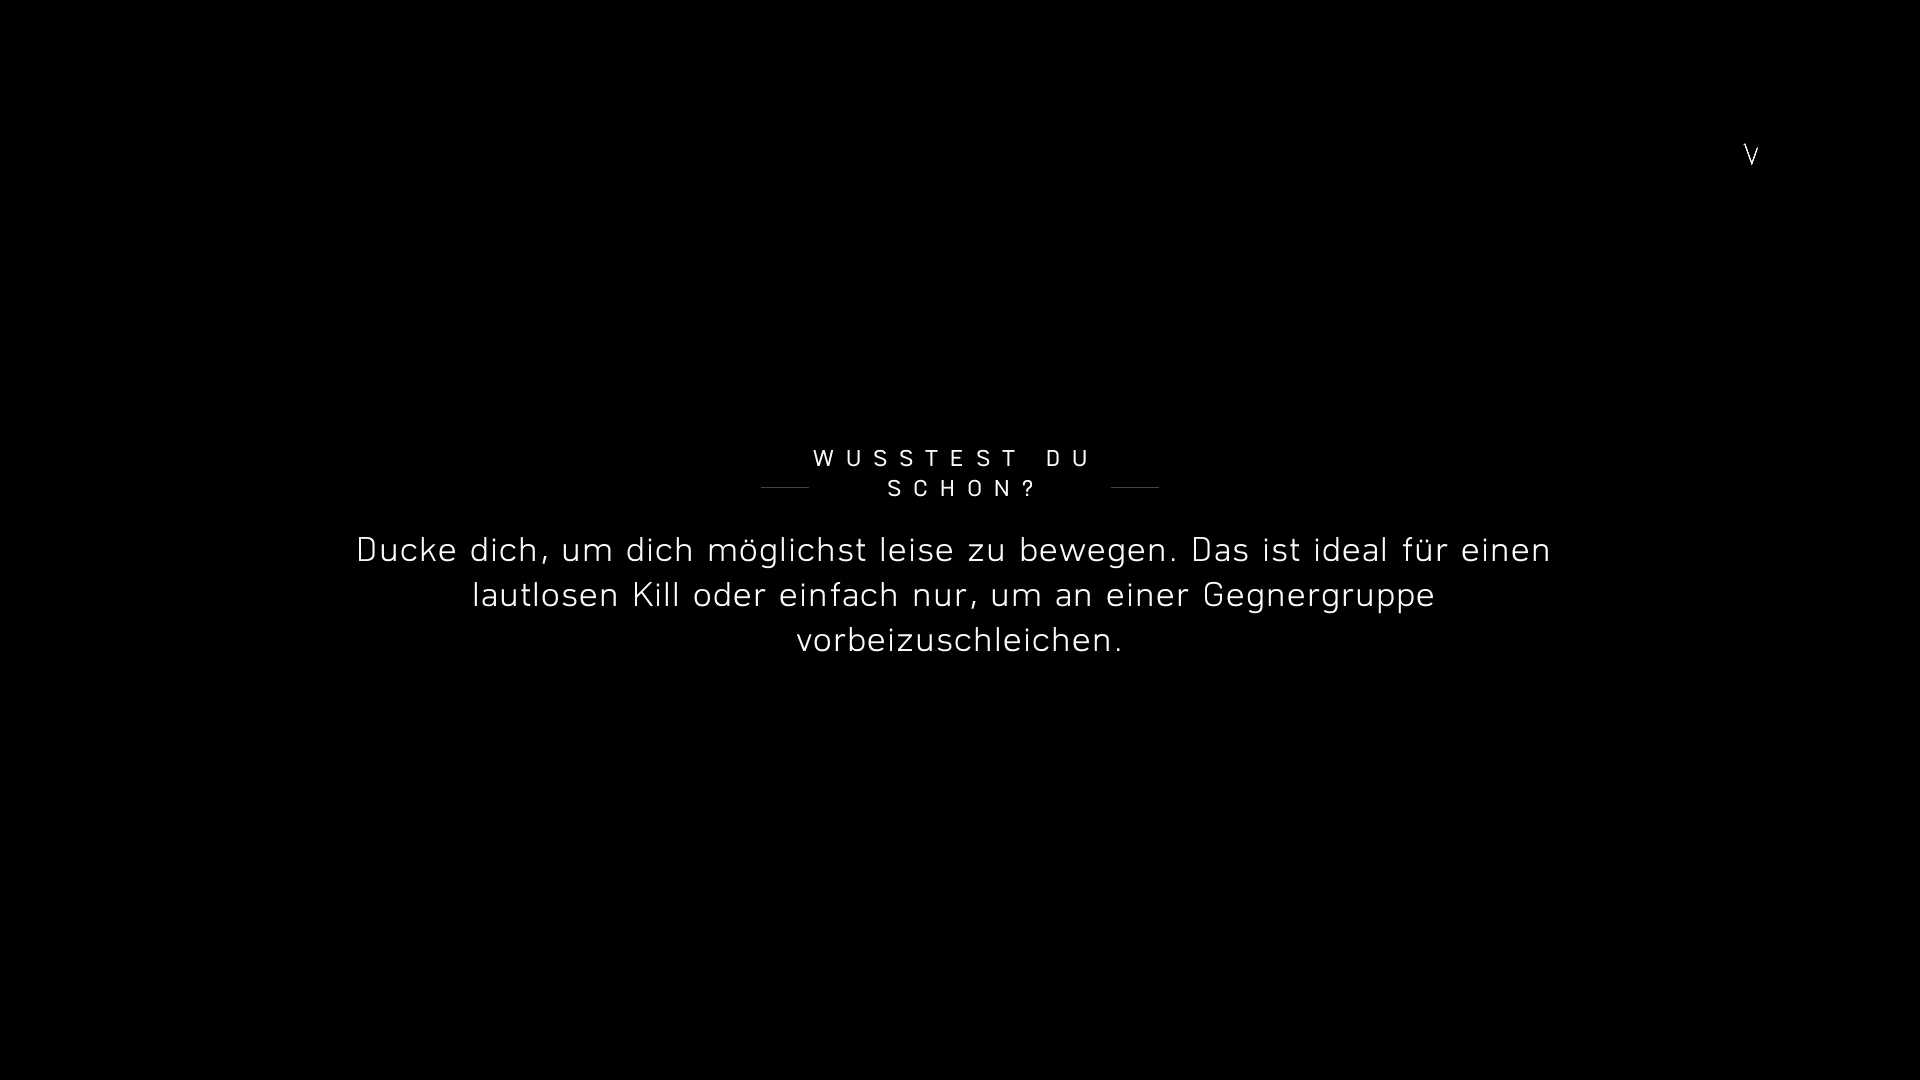 V
WUSSTEST DU
SCHON?
Ducke dich, um dich möglichst leise zu bewegen. Das ist ideal für einen
lautlosen Kill oder einfach nur, um an einer Gegnergruppe
vorbeizuschleichen.